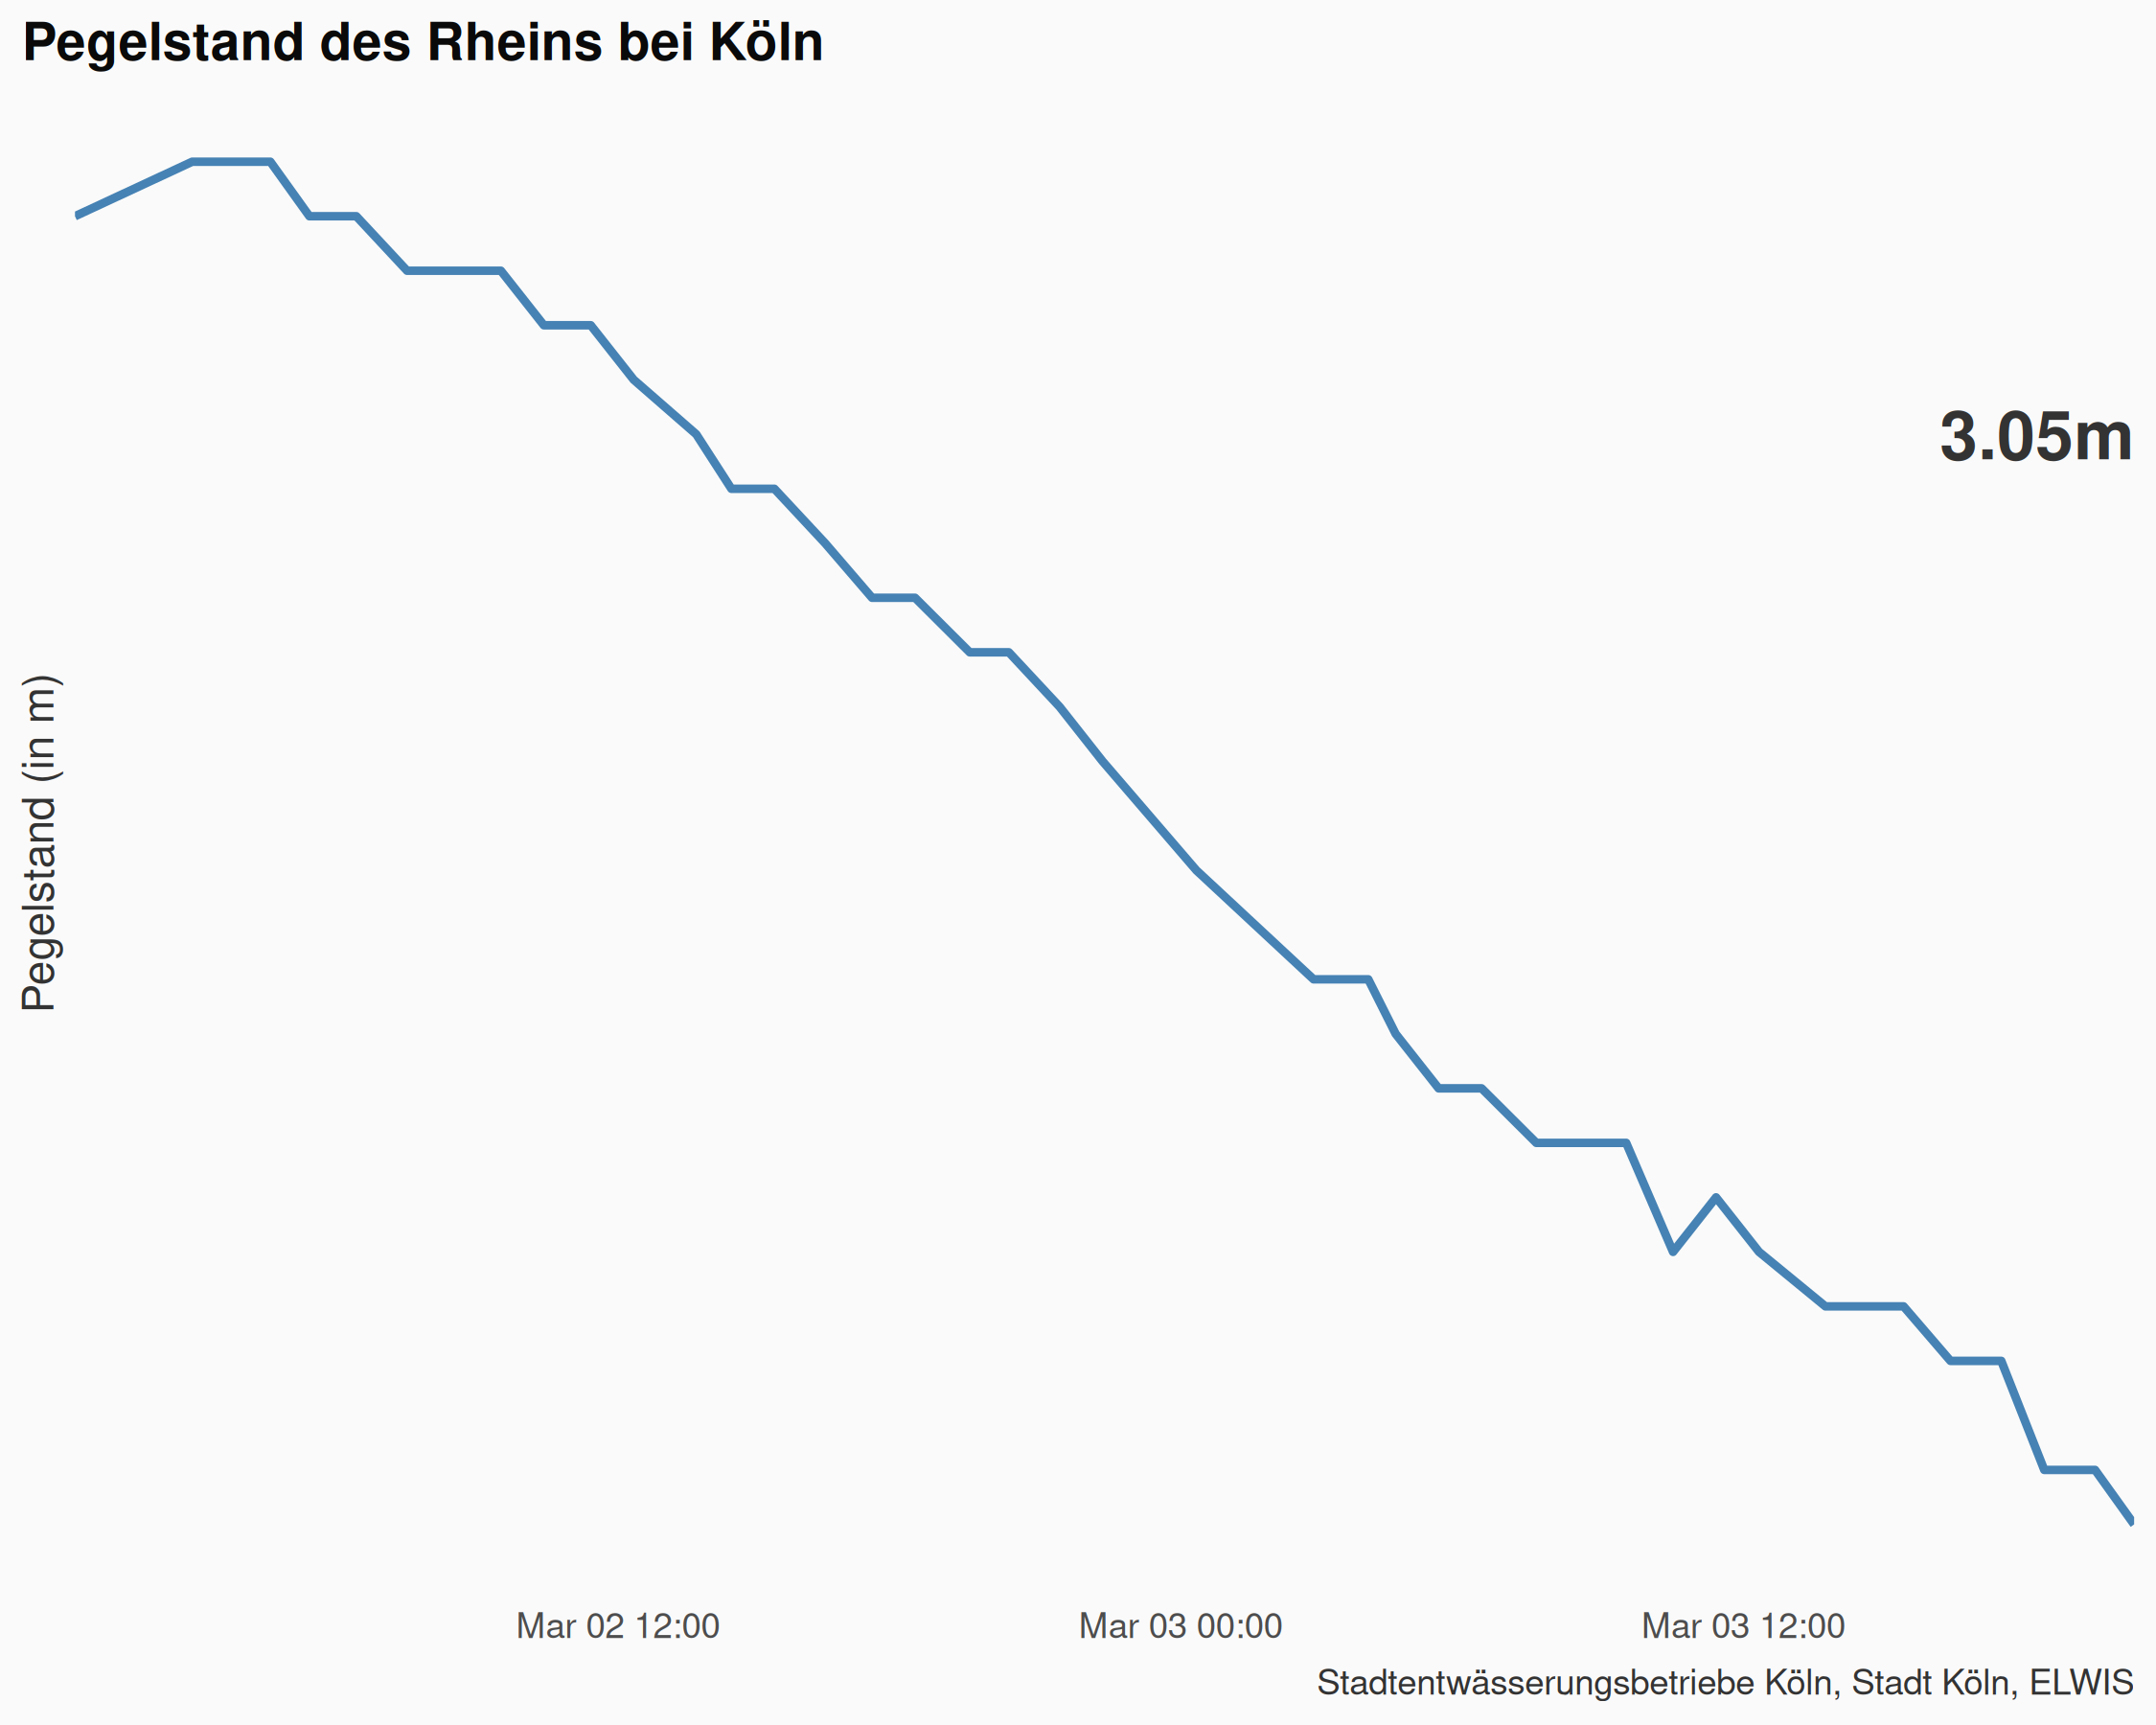 Pegelstand des Rheins bei Köln
3.05m
Pegelstand (in m)
Mar 02 12:00
Mar 03 00:00
Mar 03 12:00
Stadtentwässerungsbetriebe Köln, Stadt Köln, ELWIS